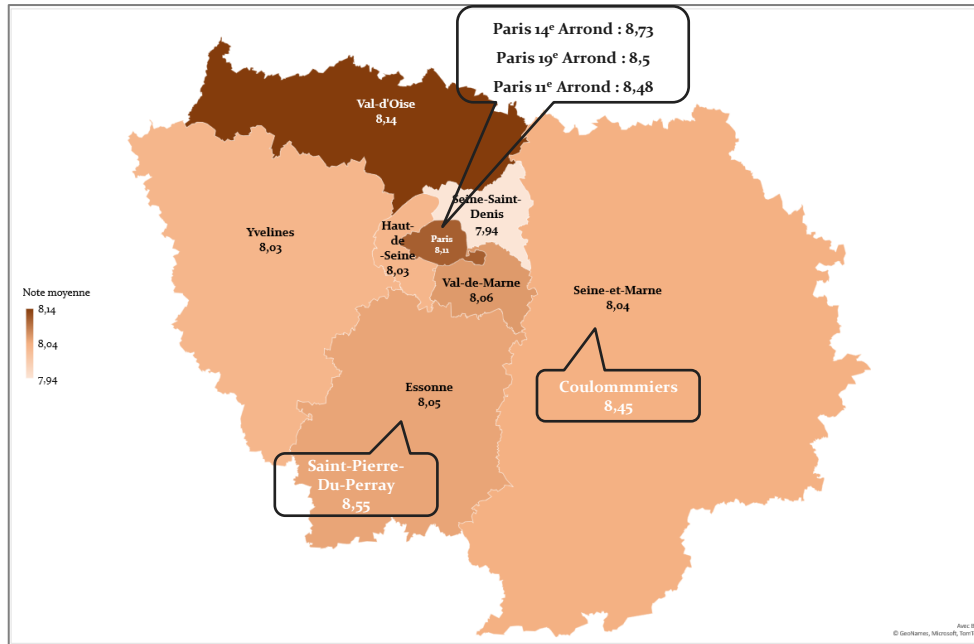 Paris 14e Arrond : 8,73
Paris 19e Arrond : 8,5
Paris 11e Arrond : 8,48
Val-d'Oise
8,14
Seine-Saint-
Denis
7,94
Yvelines
8,03
Haut-
de
-Seine
8,03
Paris
8,11
Val-de-Marne
8,06
Seine-et-Marne
8,04
Note moyenne
8,14
8,04
7,94
Essonne
8,05
Coulommmiers
8,45
Saint-Pierre-
Du-Perray
8,55
Avec
© GeoNames, Microsoft, TomT